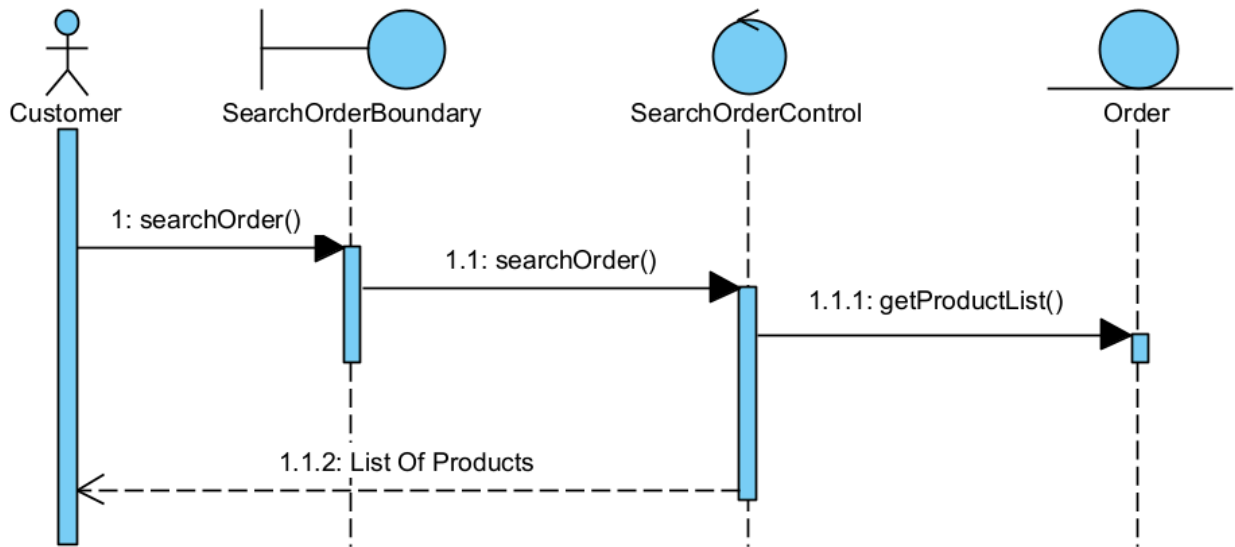 Customer
SearchOrderBoundary
SearchOrderControl
Order
1: searchOrder()
1.1: searchOrder()
1.1.1: getProductList()
1.1.2: List Of Products